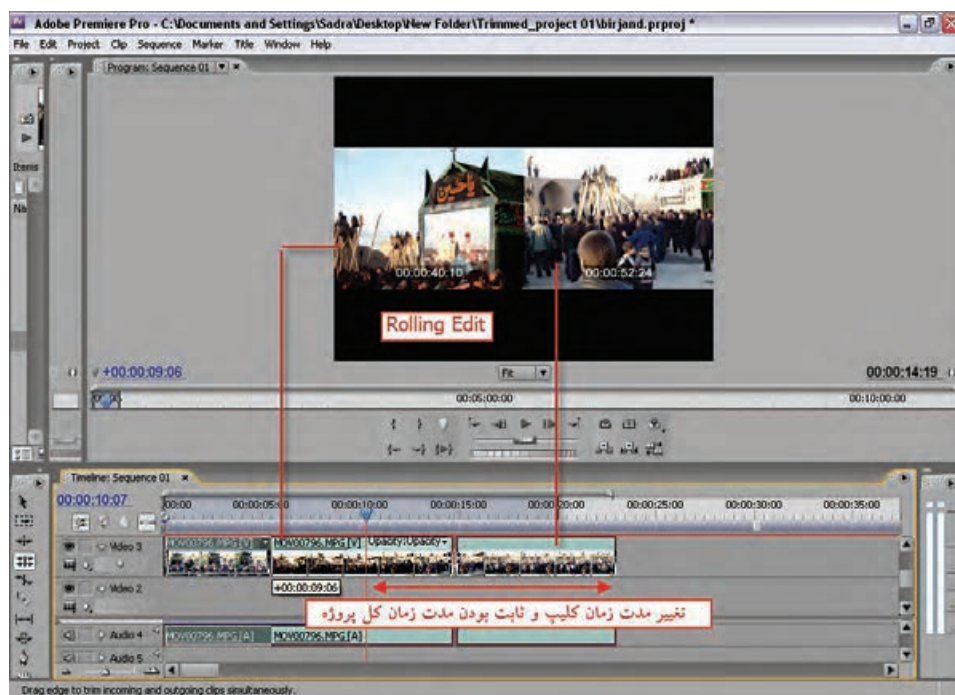 Adobe Premiere Pro - C:\Documents and Settings\Sadra\Desktop\New Folder\Trimmed_project 01\birjand.prproj *
File Edit Project Clip Sequence Marker Title Window Help
Program: Sequence 01
Items
Na
یاحسین
00:00:40:10
00:00:52:24
Rolling Edit
+00:00:09:06
Fit
00:00:14:19
00:05:00:00
00:10:00:00
Timeline: Sequence 01
00:00:10:07
00:00
00:00:05:00
00:00:10:00
00:00:15:00
00:00:20:00
00:00:25:00
00:00:30:00
00:00:35:00
Video 3
MOV00796.MPG [V]
MOV00796.MPG [V] Opacity:Opacity
+00:00:09:06
Video 2
تغییر مدت زمان کلیپ و ثابت بودن مدت زمان کل پروژه
Audio 4
MOV00796.MPG [A]
MOV00796.MPG [A]
Audio 5
Drag edge to trim incoming and outgoing clips simultaneously.